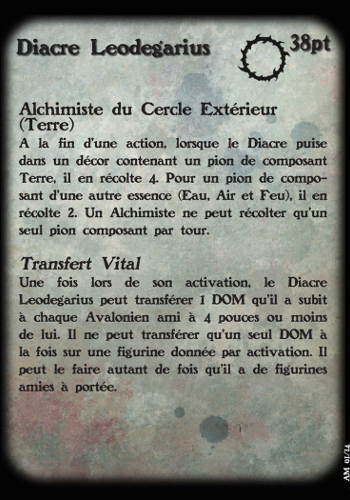 Diacre Leodegarius
38pt
Alchimiste du Cercle Extérieur
(Terre)
A la fin d'une action, lorsque le Diacre puise
dans un décor contenant un pion de composant
Terre, il en récolte 4. Pour un pion de compo-
sant d'une autre essence (Eau, Air et Feu), il en
récolte 2. Un Alchimiste ne peut récolter qu'un
seul pion composant par tour.
Transfert Vital
Une fois lors de son activation, le Diacre
Leodegarius peut transférer 1 DOM qu'il a subit
à chaque Avalonien ami à 4 pouces ou moins
de lui. Il ne peut transférer qu'un seul DOM à
la fois sur une figurine donnée par activation. Il
peut le faire autant de fois qu'il a de figurines
amies à portée.
AM 01/14